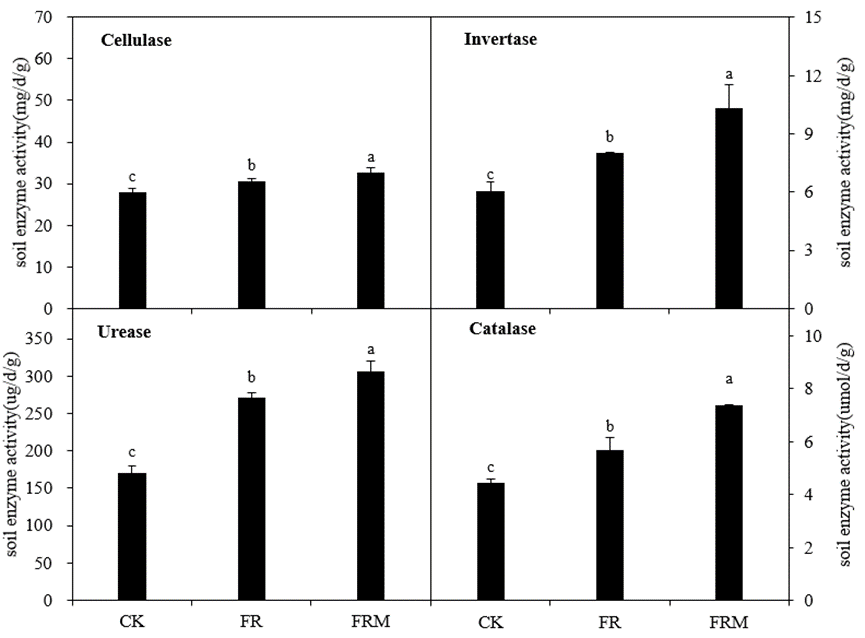 Cellulase
Invertase
soil enzyme activity(mg/d/g)
70
60
50
40
30
20
10
0
c
b
a
c
b
a
15
12
9
6
3
0
soil enzyme activity(mg/d/g)
Urease
Catalase
soil enzyme activity(ug/d/g)
350
300
250
200
150
100
50
0
c
b
a
c
b
a
10
8
6
4
2
0
soil enzyme activity(umol/d/g)
CK FR FRM CK FR FRM